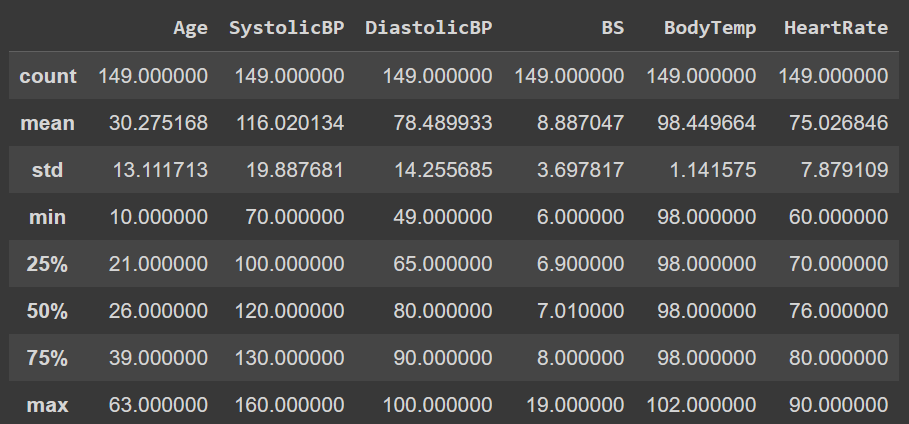 Age SystolicBP DiastolicBP BS BodyTemp HeartRate
count 149.000000 149.000000 149.000000 149.000000 149.000000 149.000000
mean 30.275168 116.020134 78.489933 8.887047 98.449664 75.026846
std 13.111713 19.887681 14.255685 3.697817 1.141575 7.879109
min 10.000000 70.000000 49.000000 6.000000 98.000000 60.000000
25% 21.000000 100.000000 65.000000 6.900000 98.000000 70.000000
50% 26.000000 120.000000 80.000000 7.010000 98.000000 76.000000
75% 39.000000 130.000000 90.000000 8.000000 98.000000 80.000000
max 63.000000 160.000000 100.000000 19.000000 102.000000 90.000000